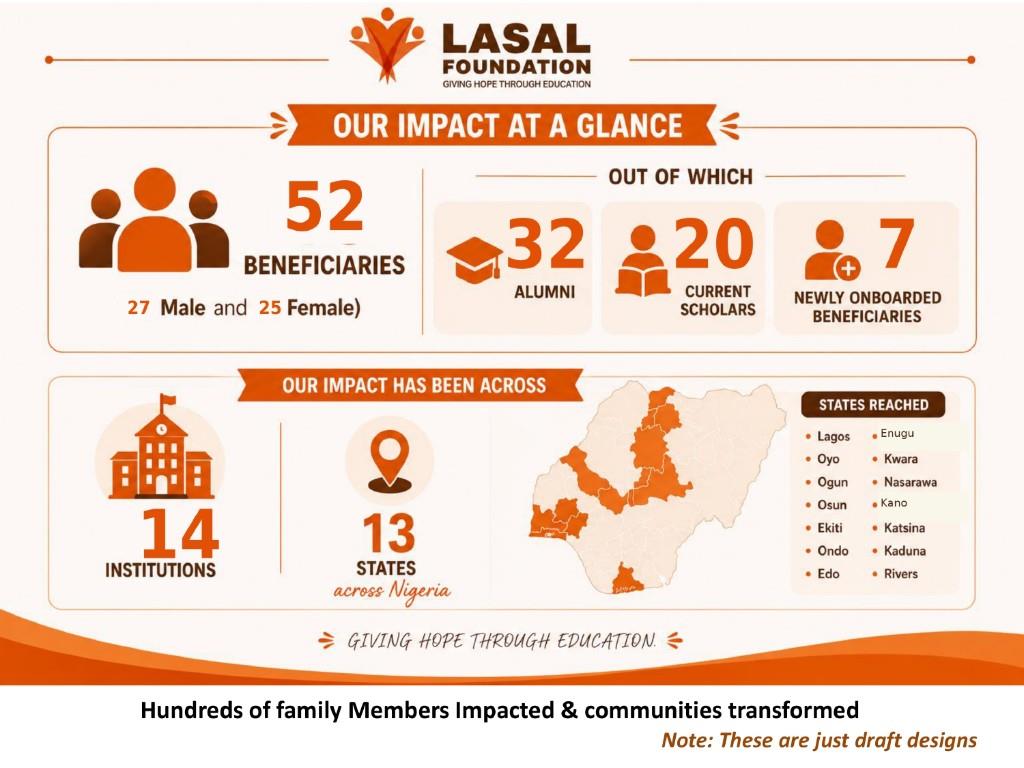 LASAL
FOUNDATION
GIVING HOPE THROUGH EDUCATION
OUR IMPACT AT A GLANCE
52
BENEFICIARIES
27 Male and 25 Female)
OUT OF WHICH
32
ALUMNI
20
CURRENT
SCHOLARS
7
NEWLY ONBOARDED
BENEFICIARIES
OUR IMPACT HAS BEEN ACROSS
14
INSTITUTIONS
13
STATES
across Nigeria
STATES REACHED
• Lagos
• Oyo
• Ogun
• Osun
• Ekiti
• Ondo
• Edo
• Enugu
• Kwara
• Nasarawa
• Kano
• Katsina
• Kaduna
• Rivers
GIVING HOPE THROUGH EDUCATION.
Hundreds of family Members Impacted & communities transformed
Note: These are just draft designs